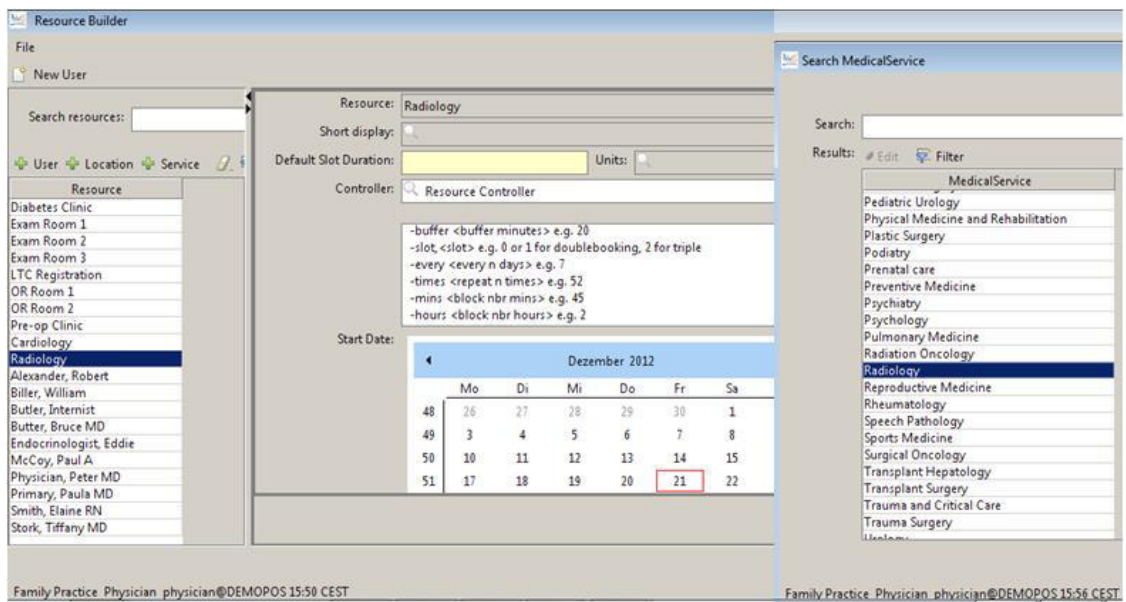 Resource Builder
File
New User
Search resources:
User Location Service
Resource
Diabetes Clinic
Exam Room 1
Exam Room 2
Exam Room 3
LTC Registration
OR Room 1
OR Room 2
Pre-op Clinic
Cardiology
Radiology
Alexander, Robert
Biller, William
Butler, Internist
Butter, Bruce MD
Endocrinologist, Eddie
McCoy, Paul A
Physician, Peter MD
Primary, Paula MD
Smith, Elaine RN
Stork, Tiffany MD
Resource: Radiology
Short display:
Default Slot Duration: Units:
Controller: Resource Controller
-buffer <buffer minutes> e.g. 20
-slot, <slot> e.g. 0 or 1 for doublebooking, 2 for triple
-every <every n days> e.g. 7
-times <repeat n times> e.g. 52
-mins <block nbr mins> e.g. 45
-hours <block nbr hours> e.g. 2
Start Date:
Dezember 2012
Mo Di Mi Do Fr Sa
48 26 27 28 29 30 1
49 3 4 5 6 7 8
50 10 11 12 13 14 15
51 17 18 19 20 21 22
Family Practice Physician physician@DEMOPOS 15:50 CEST
Search MedicalService
Search:
Results: Edit Filter
MedicalService
Pediatric Urology
Physical Medicine and Rehabilitation
Plastic Surgery
Podiatry
Prenatal care
Preventive Medicine
Psychiatry
Psychology
Pulmonary Medicine
Radiation Oncology
Radiology
Reproductive Medicine
Rheumatology
Speech Pathology
Sports Medicine
Surgical Oncology
Transplant Hepatology
Transplant Surgery
Trauma and Critical Care
Trauma Surgery
Family Practice Physician physician@DEMOPOS 15:56 CEST